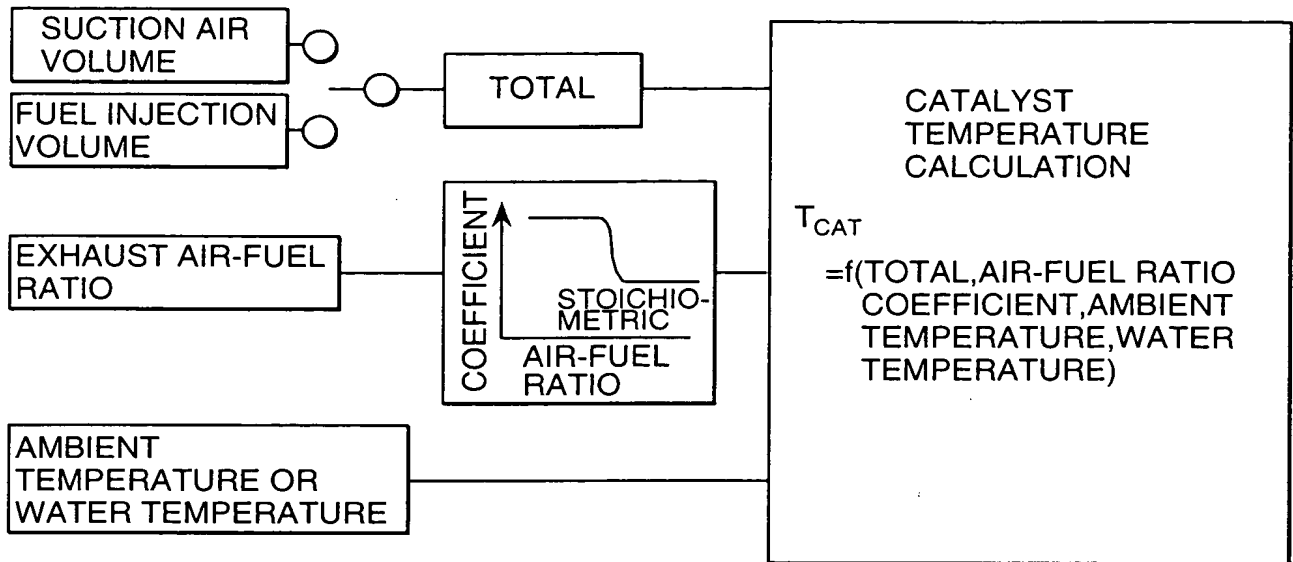 SUCTION AIR
VOLUME
FUEL INJECTION
VOLUME
TOTAL
EXHAUST AIR-FUEL
RATIO
COEFFICIENT
STOICHIO-
METRIC
AIR-FUEL
RATIO
AMBIENT
TEMPERATURE OR
WATER TEMPERATURE
CATALYST
TEMPERATURE
CALCULATION
TCAT
=f(TOTAL,AIR-FUEL RATIO
COEFFICIENT,AMBIENT
TEMPERATURE,WATER
TEMPERATURE)